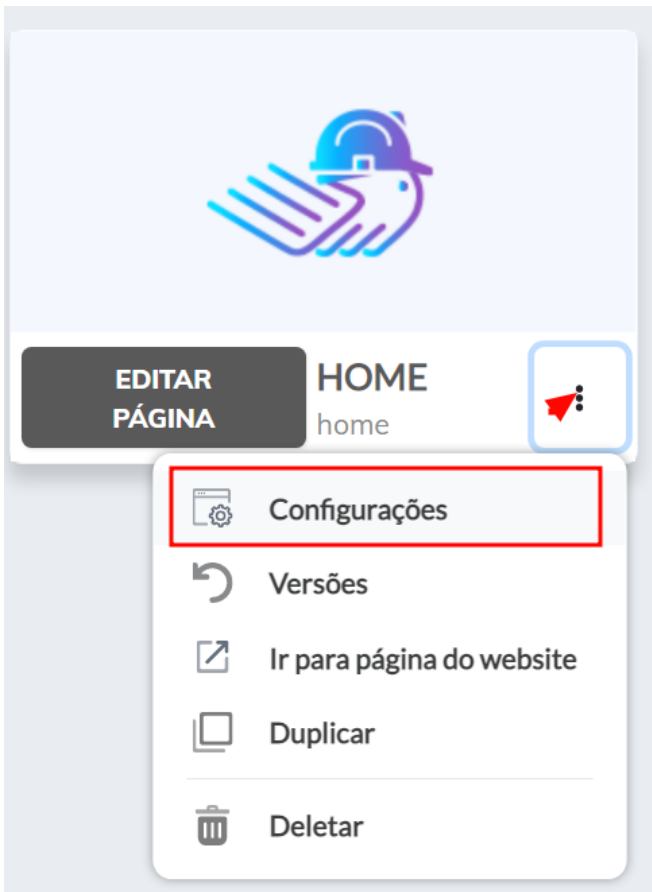 EDITAR
PÁGINA
HOME
home
Configurações
Versões
Ir para página do website
Duplicar
Deletar